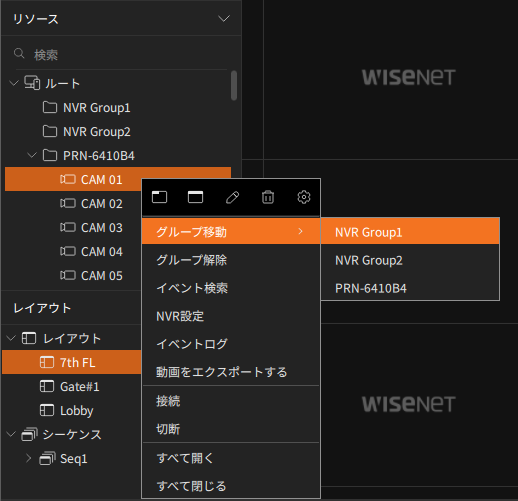 リソース
検索
ルート
NVR Group1
NVR Group2
PRN-6410B4
CAM 01
CAM 02
CAM 03
CAM 04
CAM 05
レイアウト
レイアウト
7th FL
Gate#1
Lobby
シーケンス
Seq1
グループ移動
グループ解除
イベント検索
NVR設定
イベントログ
動画をエクスポートする
接続
切断
すべて開く
すべて閉じる
NVR Group1
NVR Group2
PRN-6410B4
WISENET
WISENET